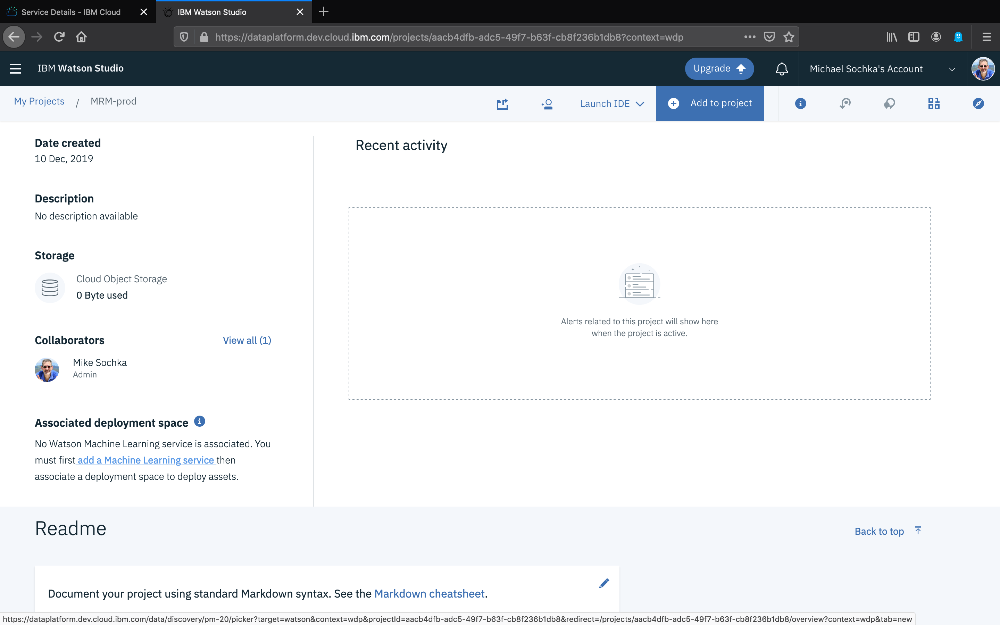 Service Details - IBM Cloud
IBM Watson Studio
https://dataplatform.dev.cloud.ibm.com/projects/aacb4dfb-adc5-49f7-b63f-cb8f236b1db8?context=wdp
IBM Watson Studio
Upgrade
Michael Sochka's Account
My Projects / MRM-prod
Launch IDE
Add to project
Date created
10 Dec, 2019
Description
No description available
Storage
Cloud Object Storage
0 Byte used
Collaborators
View all (1)
Mike Sochka
Admin
Associated deployment space
No Watson Machine Learning service is associated. You
must first add a Machine Learning service then
associate a deployment space to deploy assets.
Recent activity
Alerts related to this project will show here
when the project is active.
Readme
Back to top
Document your project using standard Markdown syntax. See the Markdown cheatsheet.
https://dataplatform.dev.cloud.ibm.com/data/discovery/pm-20/picker?target=watson&context=wdp&projectId=aacb4dfb-adc5-49f7-b63f-cb8f236b1db8&redirect=/projects/aacb4dfb-adc5-49f7-b63f-cb8f236b1db8/overview?context=wdp&tab=new